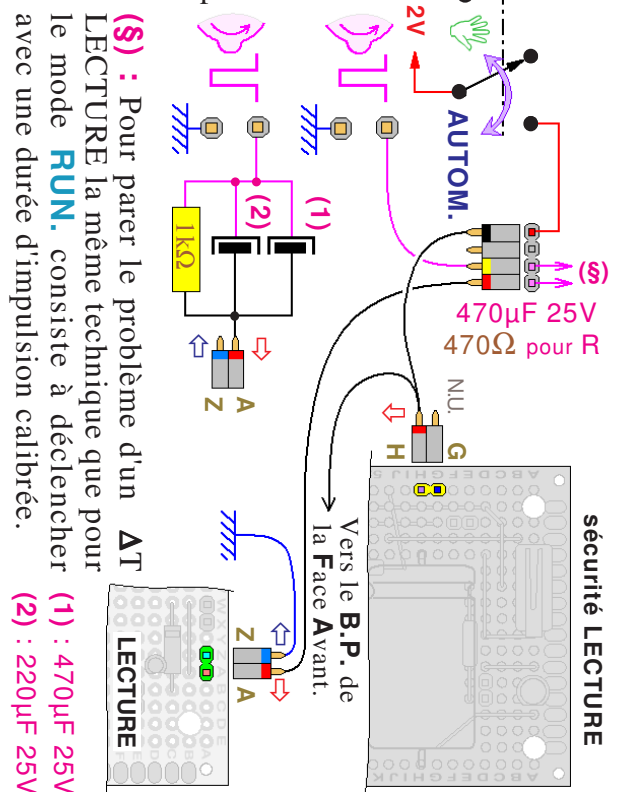 2V
AUTOM.
(§)
470µF 25V
470Ω pour R
(1)
(2)
1kΩ
A
Z
N.U.
G
H
sécurité LECTURE
Vers le B.P. de
la Face Avant.
Z
A
LECTURE
(§) : Pour parer le problème d'un ΔT
LECTURE la même technique que pour
le mode RUN. consiste à déclencher
avec une durée d'impulsion calibrée.
(1) : 470µF 25V
(2) : 220µF 25V